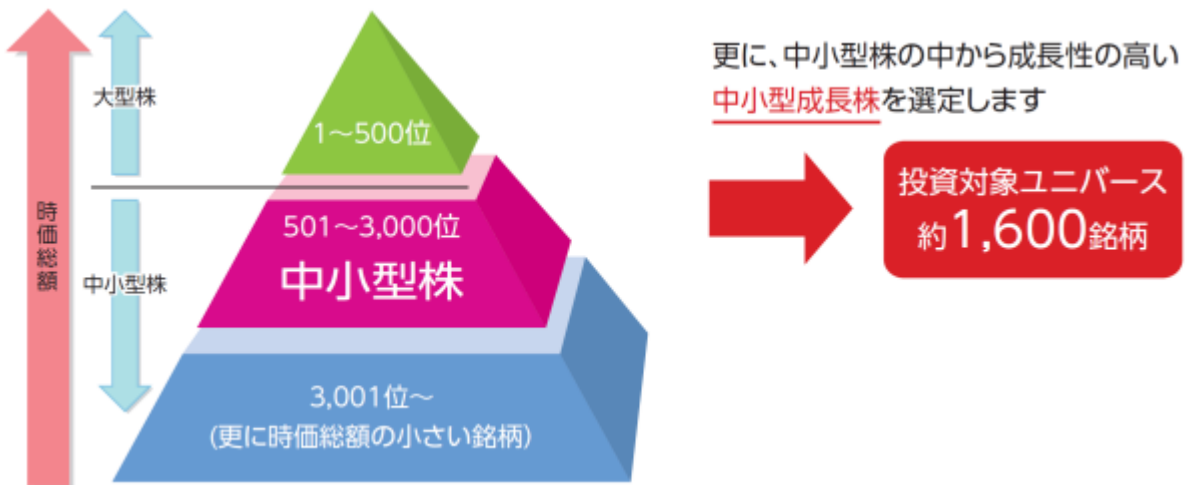 時価総額
大型株
中小型株
1～500位
501～3,000位
中小型株
3,001位～
(更に時価総額の小さい銘柄)
更に、中小型株の中から成長性の高い
中小型成長株を選定します
投資対象ユニバース
約1,600銘柄